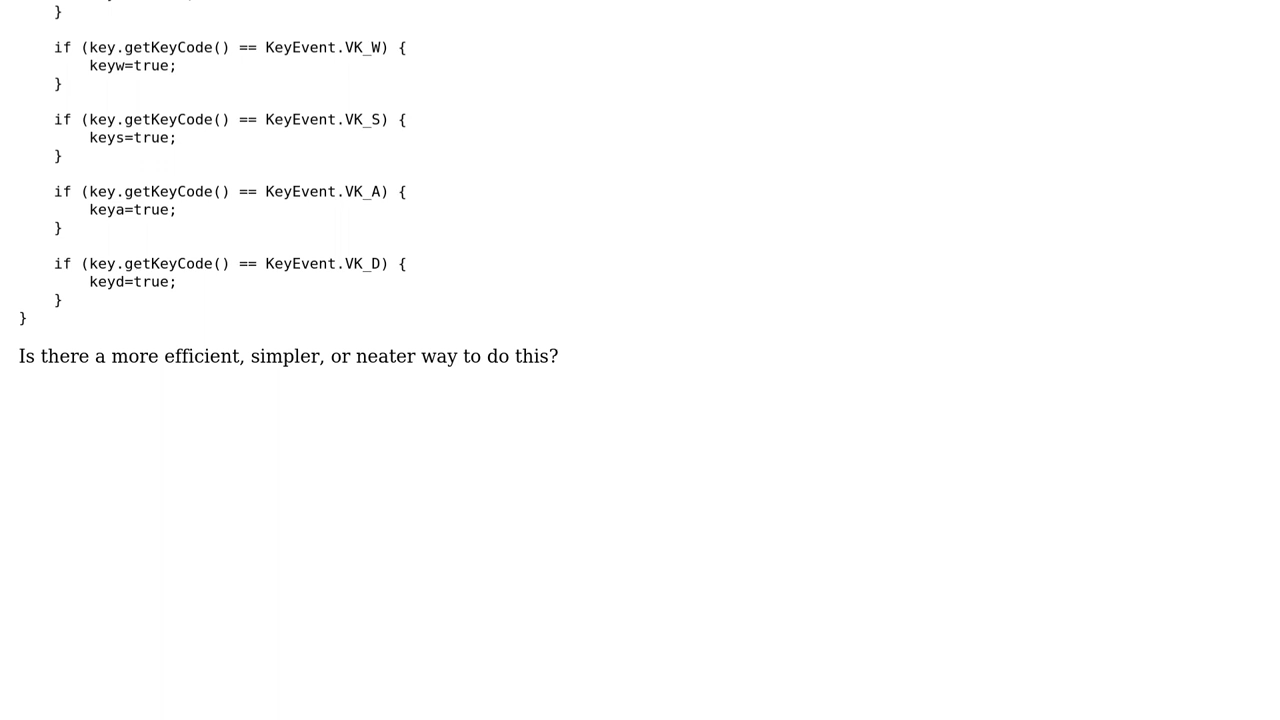 }
if (key.getKeyCode() == KeyEvent.VK_W) {
keyw=true;
}
if (key.getKeyCode() == KeyEvent.VK_S) {
keys=true;
}
if (key.getKeyCode() == KeyEvent.VK_A) {
keya=true;
}
if (key.getKeyCode() == KeyEvent.VK_D) {
keyd=true;
}
}
Is there a more efficient, simpler, or neater way to do this?